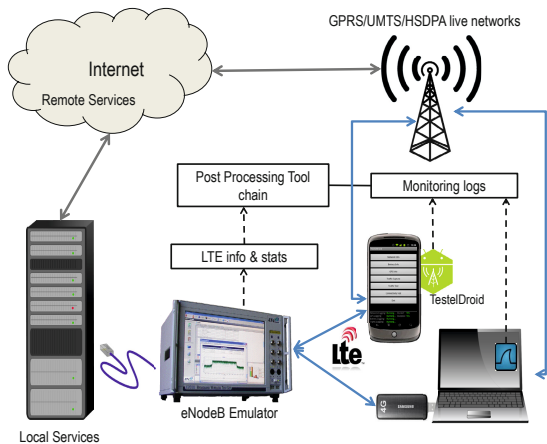 GPRS/UMTS/HSDPA live networks
Internet
Remote Services
Post Processing Tool
chain
Monitoring logs
LTE info & stats
TestelDroid
lte
eNodeB Emulator
4G
SAMSUNG
Local Services